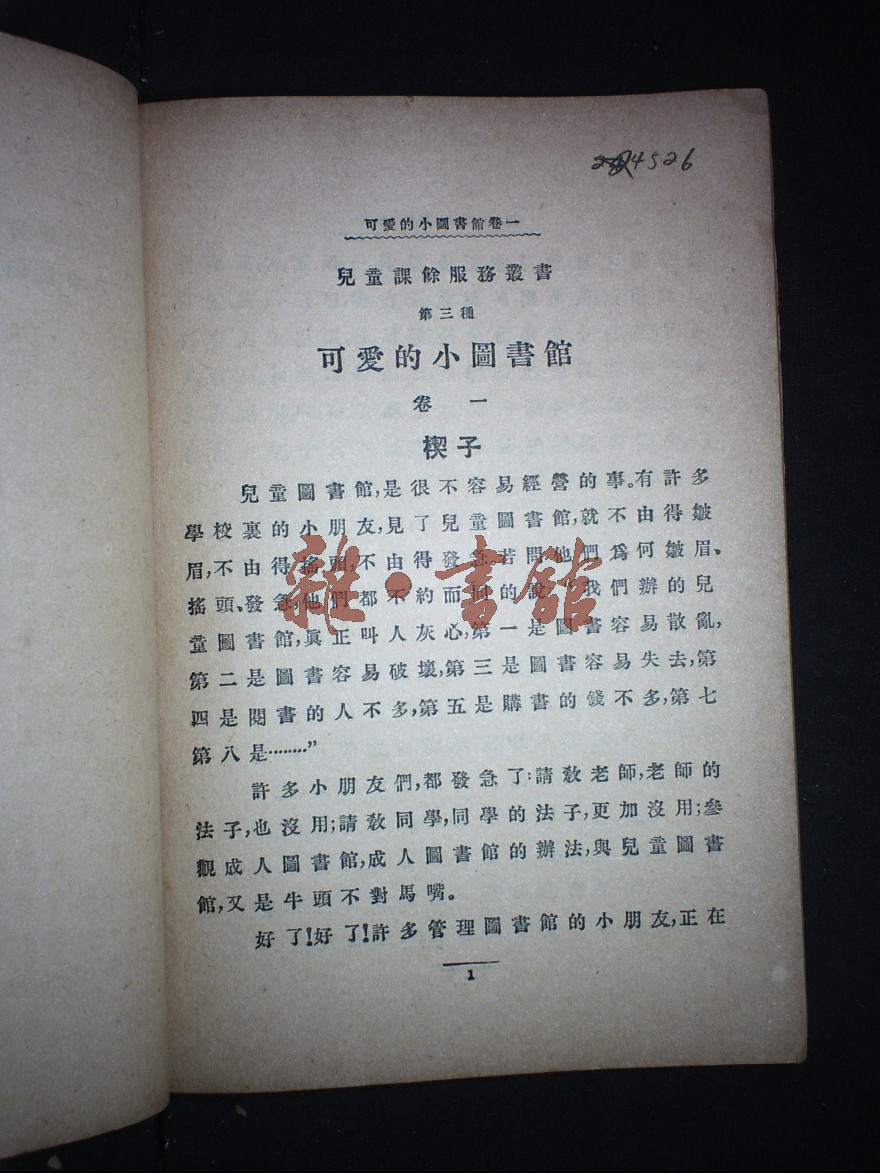 4526
可愛的小圖書館卷一
兒童課餘服務叢書
第三種
可愛的小圖書館
卷一
楔子
兒童圖書館,是很不容易經營的事。有許多
學校裏的小朋友,見了兒童圖書館,就不由得皺
眉,不由得搖頭,不由得發急。若問他們爲何皺眉、
搖頭、發急,他們都不約而同的說:“我們辦的兒
童圖書館,眞正叫人灰心,第一是圖書容易散亂,
第二是圖書容易破壞,第三是圖書容易失去,第
四是閱書的人不多,第五是購書的錢不多,第七
第八是………”
許多小朋友們,都發急了:請敎老師,老師的
法子,也沒用;請敎同學,同學的法子,更加沒用;參
觀成人圖書館,成人圖書館的辦法,與兒童圖書
館,又是牛頭不對馬嘴。
好了!好了!許多管理圖書館的小朋友,正在
1
雜·書館